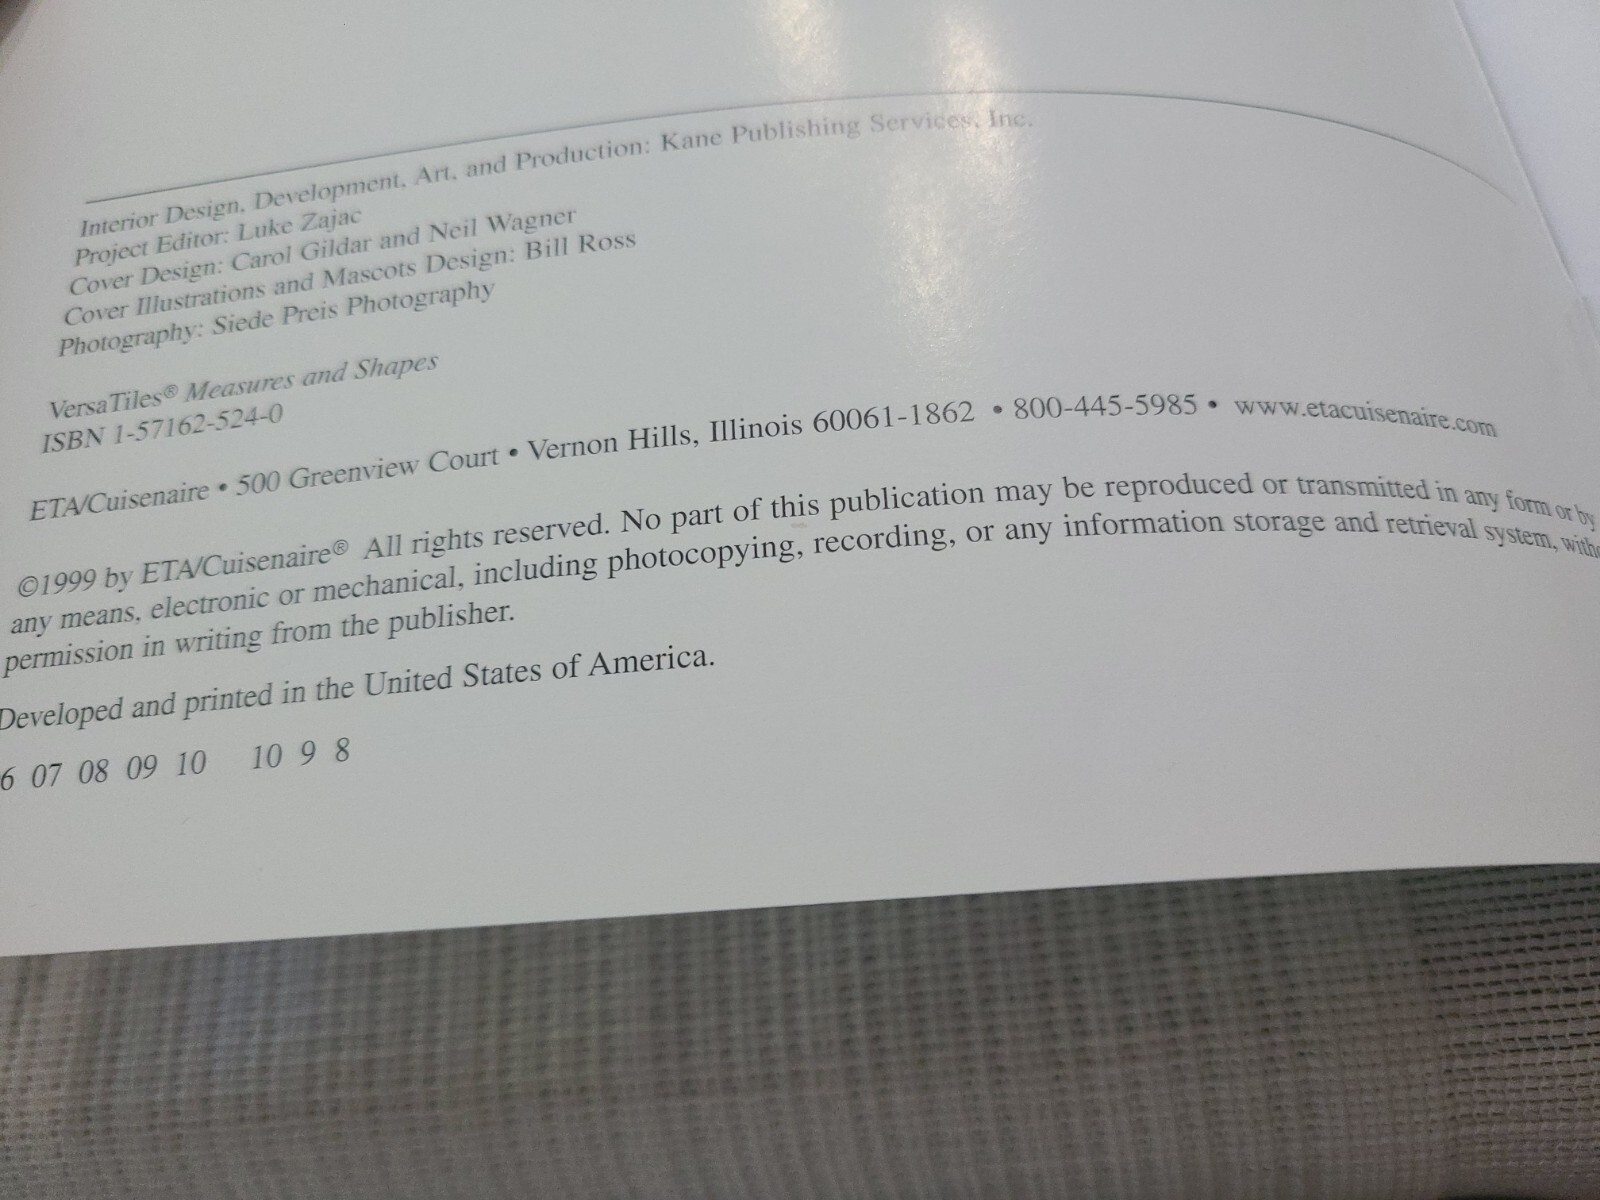 Interior Design, Development, Art, and Production: Kane Publishing Services, Inc.
Project Editor: Luke Zajac
Cover Design: Carol Gildar and Neil Wagner
Cover Illustrations and Mascots Design: Bill Ross
Photography: Siede Preis Photography
VersaTiles® Measures and Shapes
ISBN 1-57162-524-0
ETA/Cuisenaire • 500 Greenview Court • Vernon Hills, Illinois 60061-1862 • 800-445-5985 • www.etacuisenaire.com
©1999 by ETA/Cuisenaire® All rights reserved. No part of this publication may be reproduced or transmitted in any form or by
any means, electronic or mechanical, including photocopying, recording, or any information storage and retrieval system,
permission in writing from the publisher.
Developed and printed in the United States of America.
6 07 08 09 10 10 9 8